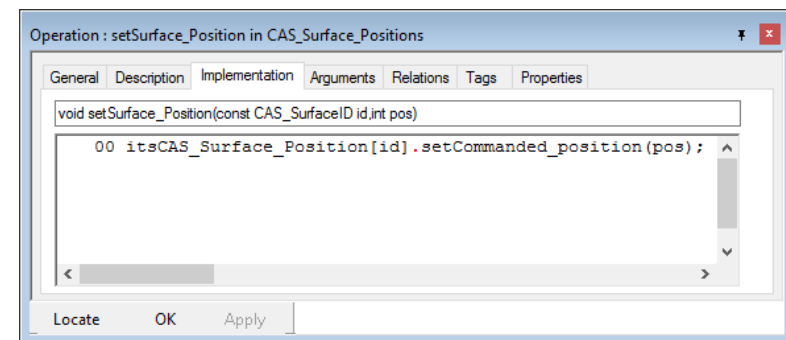 Operation : setSurface_Position in CAS_Surface_Positions
General Description Implementation Arguments Relations Tags Properties
void setSurface_Position(const CAS_SurfaceID id,int pos)
00 itsCAS_Surface_Position[id].setCommanded_position(pos);
Locate OK Apply